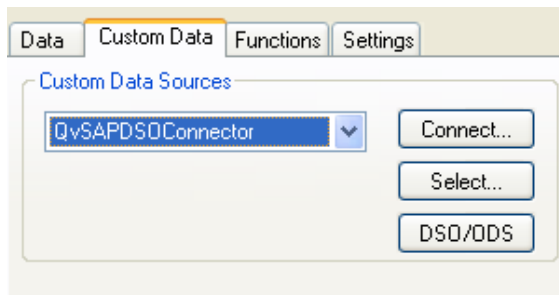 Data Custom Data Functions Settings
Custom Data Sources
QvSAPDSOConnector Connect...
Select...
DSO/ODS